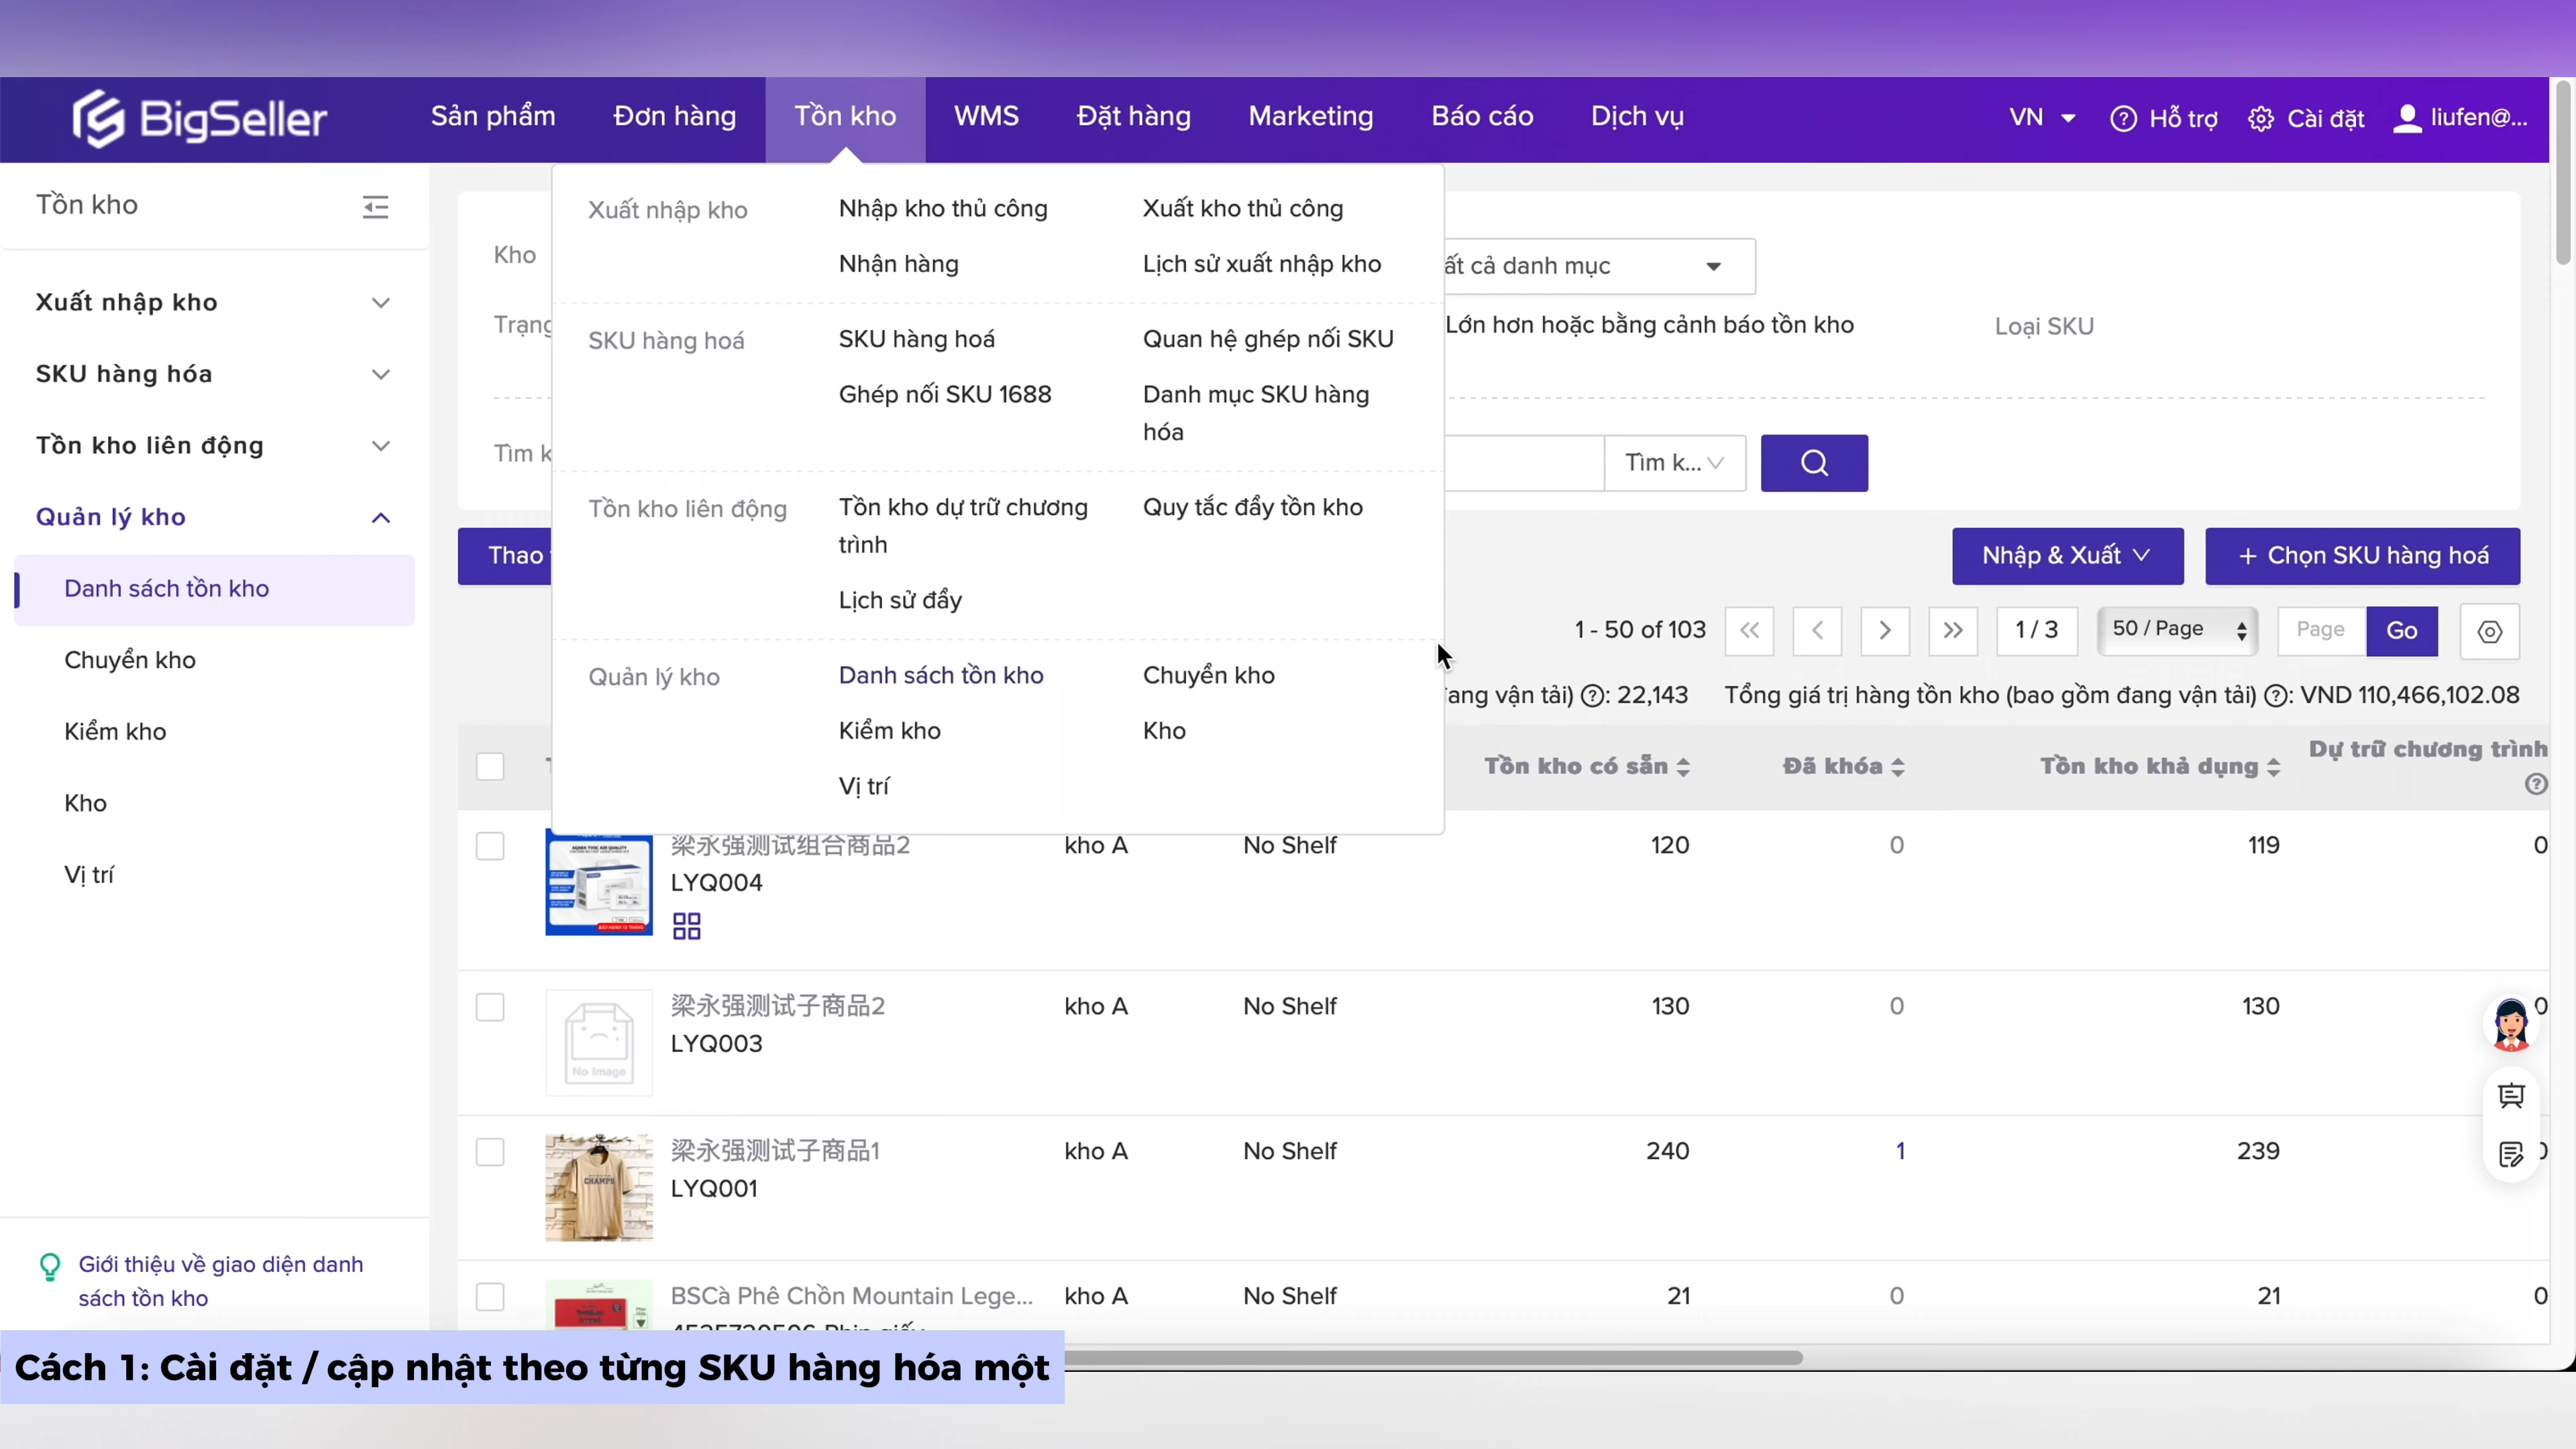 BigSeller
Sản phẩm
Đơn hàng
Tồn kho
WMS
Đặt hàng
Marketing
Báo cáo
Dịch vụ
VN
Hỗ trợ
Cài đặt
liufen@...
Tồn kho
Xuất nhập kho
SKU hàng hóa
Tồn kho liên động
Quản lý kho
Danh sách tồn kho
Chuyển kho
Kiểm kho
Kho
Vị trí
Giới thiệu về giao diện danh
sách tồn kho
Xuất nhập kho
Nhập kho thủ công
Xuất kho thủ công
Nhận hàng
Lịch sử xuất nhập kho
SKU hàng hoá
SKU hàng hoá
Quan hệ ghép nối SKU
Ghép nối SKU 1688
Danh mục SKU hàng
hóa
Tồn kho liên động
Tồn kho dự trữ chương
trình
Quy tắc đẩy tồn kho
Lịch sử đẩy
Quản lý kho
Danh sách tồn kho
Chuyển kho
Kiểm kho
Kho
Vị trí
Kho
ất cả danh mục
Trạng
Lớn hơn hoặc bằng cảnh báo tồn kho
Loại SKU
Tìm k
Tìm k...
Thao
Nhập & Xuất
+ Chọn SKU hàng hoá
1 - 50 of 103
1 / 3
50 / Page
Page
Go
ang vận tải) : 22,143
Tổng giá trị hàng tồn kho (bao gồm đang vận tải) : VND 110,466,102.08
Tồn kho có sẵn
Đã khóa
Tồn kho khả dụng
Dự trữ chương trình
梁永强测试组合商品2
LYQ004
kho A
No Shelf
120
0
119
0
梁永强测试子商品2
LYQ003
No Image
kho A
No Shelf
130
0
130
0
梁永强测试子商品1
LYQ001
CHAMPS
kho A
No Shelf
240
1
239
BSCà Phê Chồn Mountain Lege...
kho A
No Shelf
21
0
21
0
Cách 1: Cài đặt / cập nhật theo từng SKU hàng hóa một